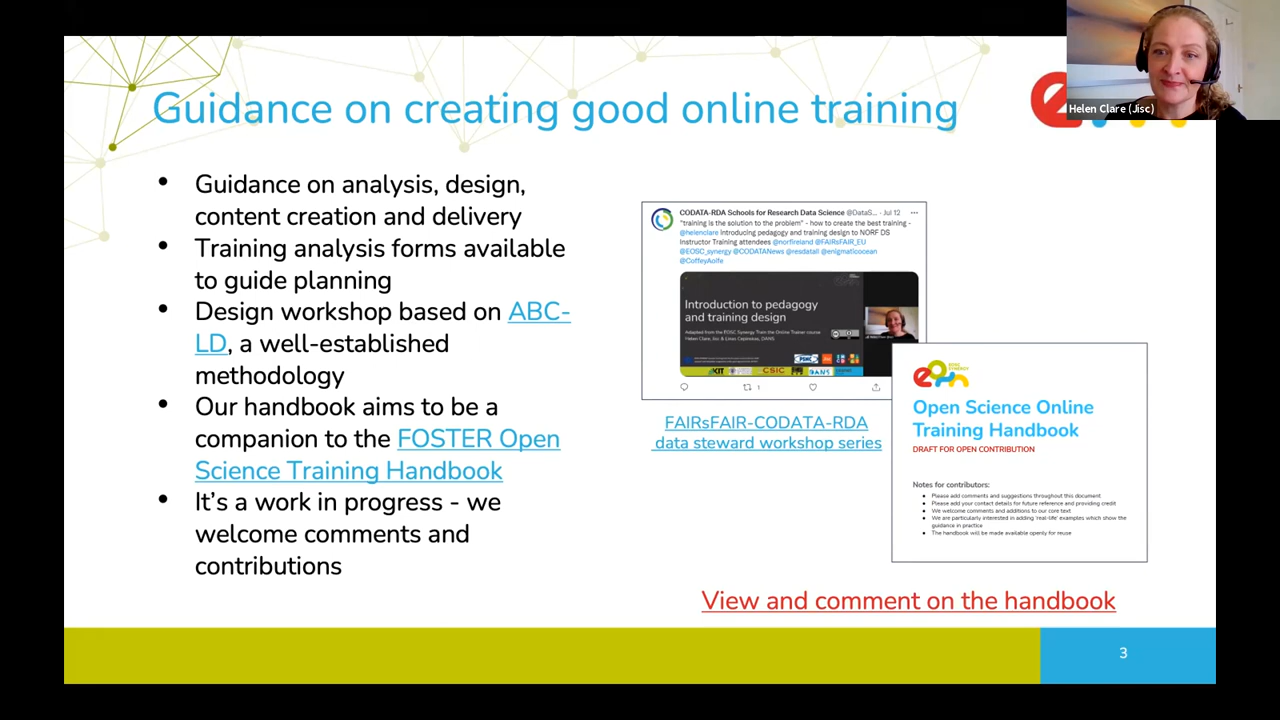 Guidance on creating good online training
Helen Clare (Jisc)
• Guidance on analysis, design,
content creation and delivery
• Training analysis forms available
to guide planning
• Design workshop based on ABC-
LD, a well-established
methodology
• Our handbook aims to be a
companion to the FOSTER Open
Science Training Handbook
• It's a work in progress - we
welcome comments and
contributions
CODATA-RDA Schools for Research Data Science @DataS... · Jul 12
"training is the solution to the problem" - how to create the best training -
@helenclare Introducing pedagogy and training design to NORF DS
Instructor Training attendees @norfireland @FAIRsFAIR_EU
@EOSC_synergy @CODATANews @resdatall @enigmaticocean
@CoffeyAoife
Introduction to pedagogy
and training design
Adapted from the EOSC Synergy Train the Online Trainer course
KIT
CSIC
DANS
1
FAIRsFAIR-CODATA-RDA
data steward workshop series
EOSC
SYNERGY
Open Science Online
Training Handbook
DRAFT FOR OPEN CONTRIBUTION
Notes for contributors:
• Please add comments and suggestions throughout this document
• Please add your contact details for future reference and providing credit
• We welcome comments and additions to our core text
• We are particularly interested in adding 'real-life' examples which show the
guidance in practice
• The handbook will be made available openly for reuse
View and comment on the handbook
3